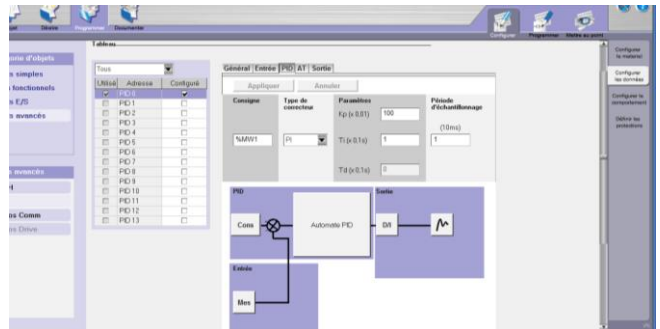 Programmer
Documenter
Configurer
Programmer
Mettre au point
Tableau
Configurer
le matériel
Configurer
les données
Configurer le
comportement
Définir les
protections
d'objets
simples
fonctionnels
E/S
avancés
avancés
Comm
Drive
Tous
Utilisé Adresse Configuré
PID 0
PID 1
PID 2
PID 3
PID 4
PID 5
PID 6
PID 7
PID 8
PID 9
PID 10
PID 11
PID 12
PID 13
Général Entrée PID AT Sortie
Appliquer Annuler
Consigne
Type de
correcteur
Paramètres
Période
d'échantillonnage
Kp (x 0,01) 100
(10ms)
%MW1 PI Ti (x 0.1s) 1 1
Td (x 0.1s) 0
PID Sortie
Cons Automate PID D/I
Entrée
Mes